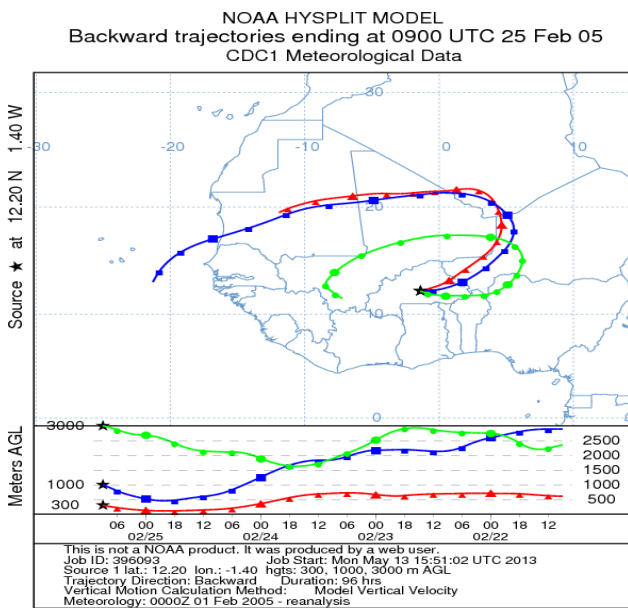 NOAA HYSPLIT MODEL
Backward trajectories ending at 0900 UTC 25 Feb 05
CDC1 Meteorological Data
Source ★ at 12.20 N 1.40 W
-30 -20 -10 0 10
30
20
10
0
Meters AGL
3000
1000
300
2500
2000
1500
1000
500
06 00 18 12 06 00 18 12 06 00 18 12 06 00 18 12
02/25 02/24 02/23 02/22
This is not a NOAA product. It was produced by a web user.
Job ID: 396093 Job Start: Mon May 13 15:51:02 UTC 2013
Source 1 lat.: 12.20 lon.: -1.40 hgts: 300, 1000, 3000 m AGL
Trajectory Direction: Backward Duration: 96 hrs
Vertical Motion Calculation Method: Model Vertical Velocity
Meteorology: 0000Z 01 Feb 2005 - reanalysis